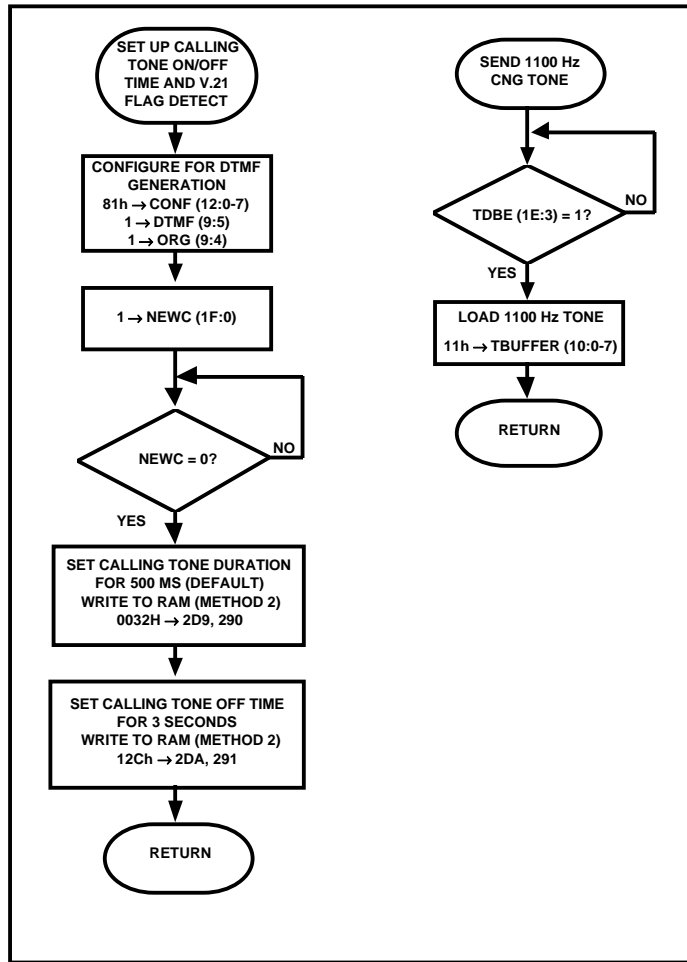 SET UP CALLING
TONE ON/OFF
TIME AND V.21
FLAG DETECT
CONFIGURE FOR DTMF
GENERATION
81h → CONF (12:0-7)
1 → DTMF (9:5)
1 → ORG (9:4)
1 → NEWC (1F:0)
NEWC = 0?
NO
YES
SET CALLING TONE DURATION
FOR 500 MS (DEFAULT)
WRITE TO RAM (METHOD 2)
0032H → 2D9, 290
SET CALLING TONE OFF TIME
FOR 3 SECONDS
WRITE TO RAM (METHOD 2)
12Ch → 2DA, 291
RETURN
SEND 1100 Hz
CNG TONE
TDBE (1E:3) = 1?
NO
YES
LOAD 1100 Hz TONE
11h → TBUFFER (10:0-7)
RETURN